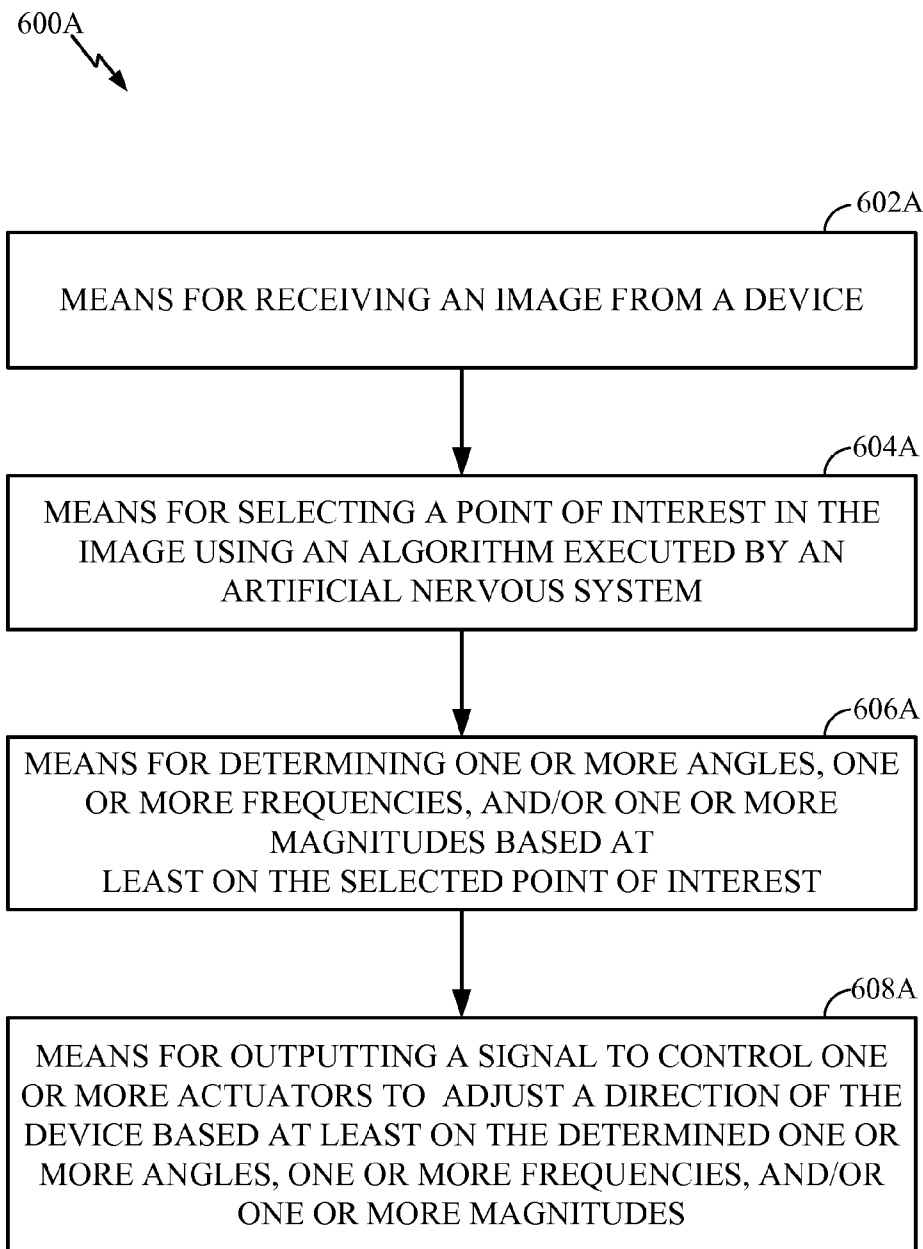 600A
602A
MEANS FOR RECEIVING AN IMAGE FROM A DEVICE
604A
MEANS FOR SELECTING A POINT OF INTEREST IN THE
IMAGE USING AN ALGORITHM EXECUTED BY AN
ARTIFICIAL NERVOUS SYSTEM
606A
MEANS FOR DETERMINING ONE OR MORE ANGLES, ONE
OR MORE FREQUENCIES, AND/OR ONE OR MORE
MAGNITUDES BASED AT
LEAST ON THE SELECTED POINT OF INTEREST
608A
MEANS FOR OUTPUTTING A SIGNAL TO CONTROL ONE
OR MORE ACTUATORS TO ADJUST A DIRECTION OF THE
DEVICE BASED AT LEAST ON THE DETERMINED ONE OR
MORE ANGLES, ONE OR MORE FREQUENCIES, AND/OR
ONE OR MORE MAGNITUDES